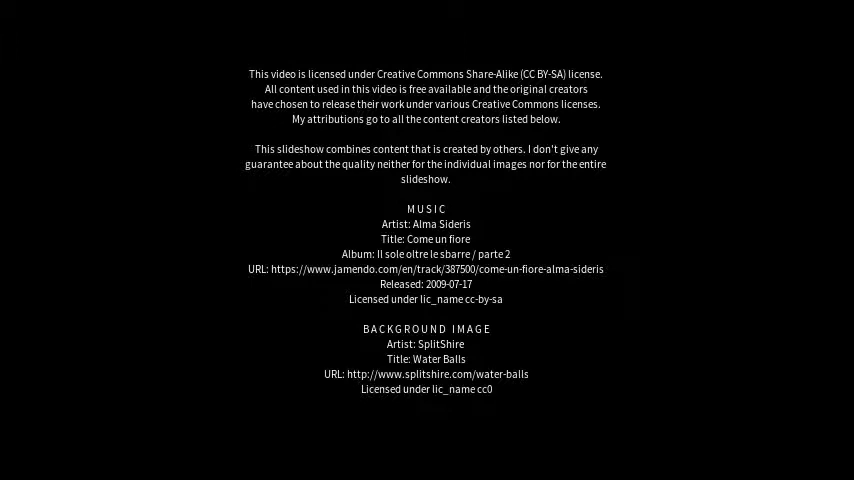 This video is licensed under Creative Commons Share-Alike (CC BY-SA) license.
All content used in this video is free available and the original creators
have chosen to release their work under various Creative Commons licenses.
My attributions go to all the content creators listed below.
This slideshow combines content that is created by others. I don't give any
guarantee about the quality neither for the individual images nor for the entire
slideshow.
MUSIC
Artist: Alma Sideris
Title: Come un fiore
Album: Il sole oltre le sbarre / parte 2
URL: https://www.jamendo.com/en/track/387500/come-un-fiore-alma-sideris
Released: 2009-07-17
Licensed under lic_name cc-by-sa
BACKGROUND IMAGE
Artist: SplitShire
Title: Water Balls
URL: http://www.splitshire.com/water-balls
Licensed under lic_name cc0